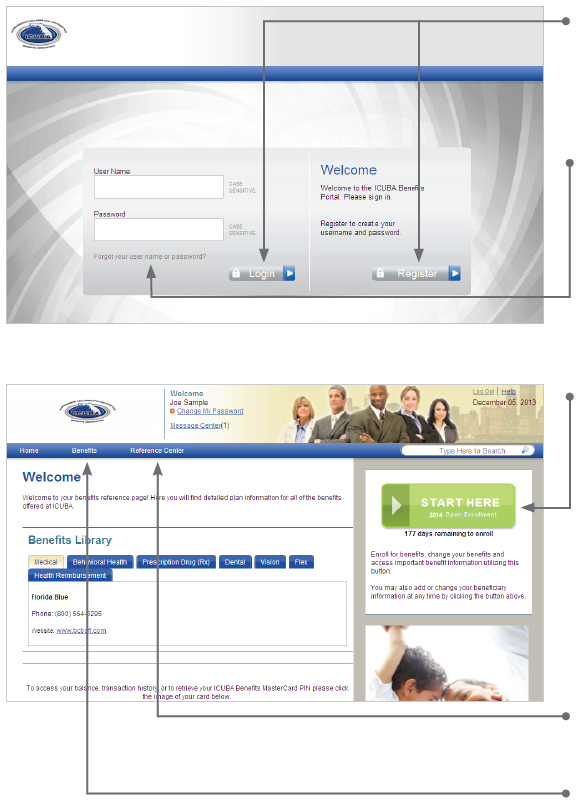 ICUBA
User Name
CASE
SENSITIVE
Password
CASE
SENSITIVE
Forgot your user name or password?
Login
Welcome
Welcome to the ICUBA Benefits
Portal. Please sign in.
Register to create your
username and password.
Register
ICUBA
Welcome
Joe Sample
Change My Password
Message Center(1)
Log Out | Help
December 05, 2013
Home
Benefits
Reference Center
Type Here to Search
Welcome
Welcome to your benefits reference page! Here you will find detailed plan information for all of the benefits
offered at ICUBA.
Benefits Library
Medical
Behavioral Health
Prescription Drug (Rx)
Dental
Vision
Flex
Health Reimbursement
Florida Blue
Phone: (800) 664-5295
Website: www.bcbsfl.com
To access your balance, transaction history, or to retrieve your ICUBA Benefits MasterCard PIN please click
the image of your card below.
START HERE
2014 Open Enrollment
177 days remaining to enroll
Enroll for benefits, change your benefits and
access important benefit information utilizing this
button.
You may also add or change your beneficiary
information at any time by clicking the button above.